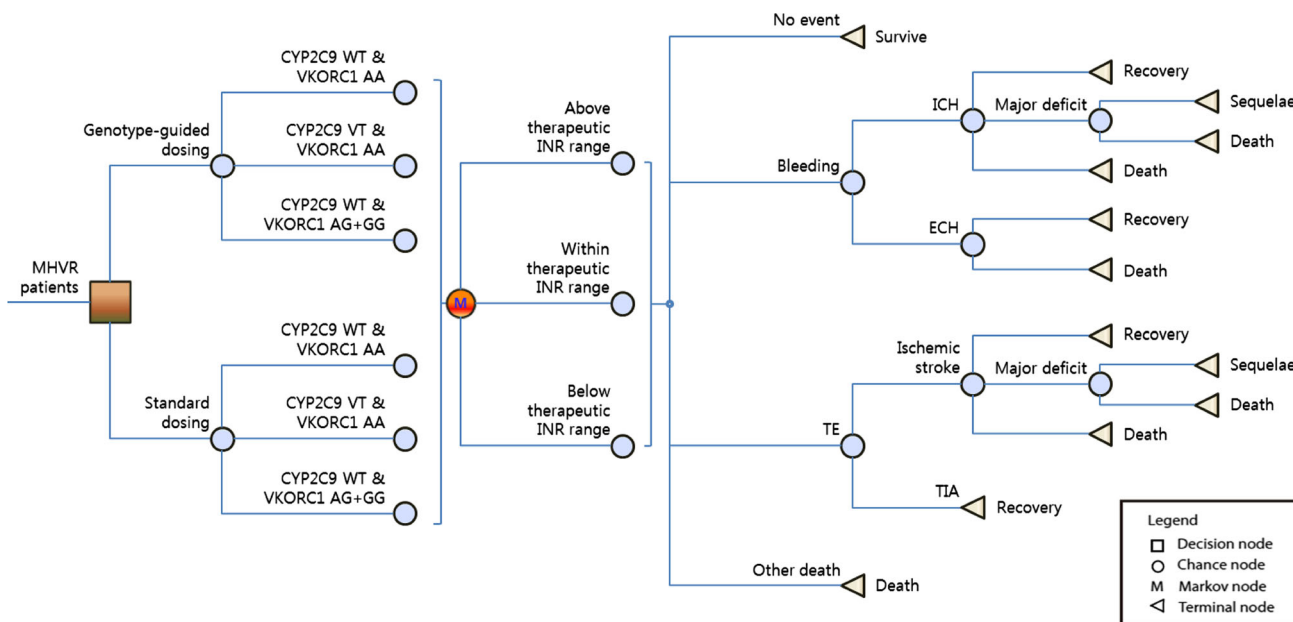 MHVR
patients
Genotype-guided
dosing
Standard
dosing
CYP2C9 WT &
VKORC1 AA
CYP2C9 VT &
VKORC1 AA
CYP2C9 WT &
VKORC1 AG+GG
CYP2C9 WT &
VKORC1 AA
CYP2C9 VT &
VKORC1 AA
CYP2C9 WT &
VKORC1 AG+GG
M
Above
therapeutic
INR range
Within
therapeutic
INR range
Below
therapeutic
INR range
No event
Survive
Bleeding
ICH
Recovery
Major deficit
Sequelae
Death
Death
ECH
Recovery
Death
TE
Ischemic
stroke
Recovery
Major deficit
Sequelae
Death
Death
TIA
Recovery
Other death
Death
Legend
Decision node
Chance node
M Markov node
Terminal node